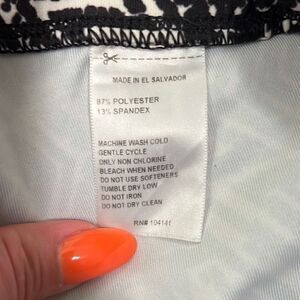 MADE IN EL SALVADOR
87% POLYESTER
13% SPANDEX
MACHINE WASH COLD
GENTLE CYCLE
ONLY NON CHLORINE
BLEACH WHEN NEEDED
DO NOT USE SOFTENERS
TUMBLE DRY LOW
DO NOT IRON
DO NOT DRY CLEAN
RN# 104141